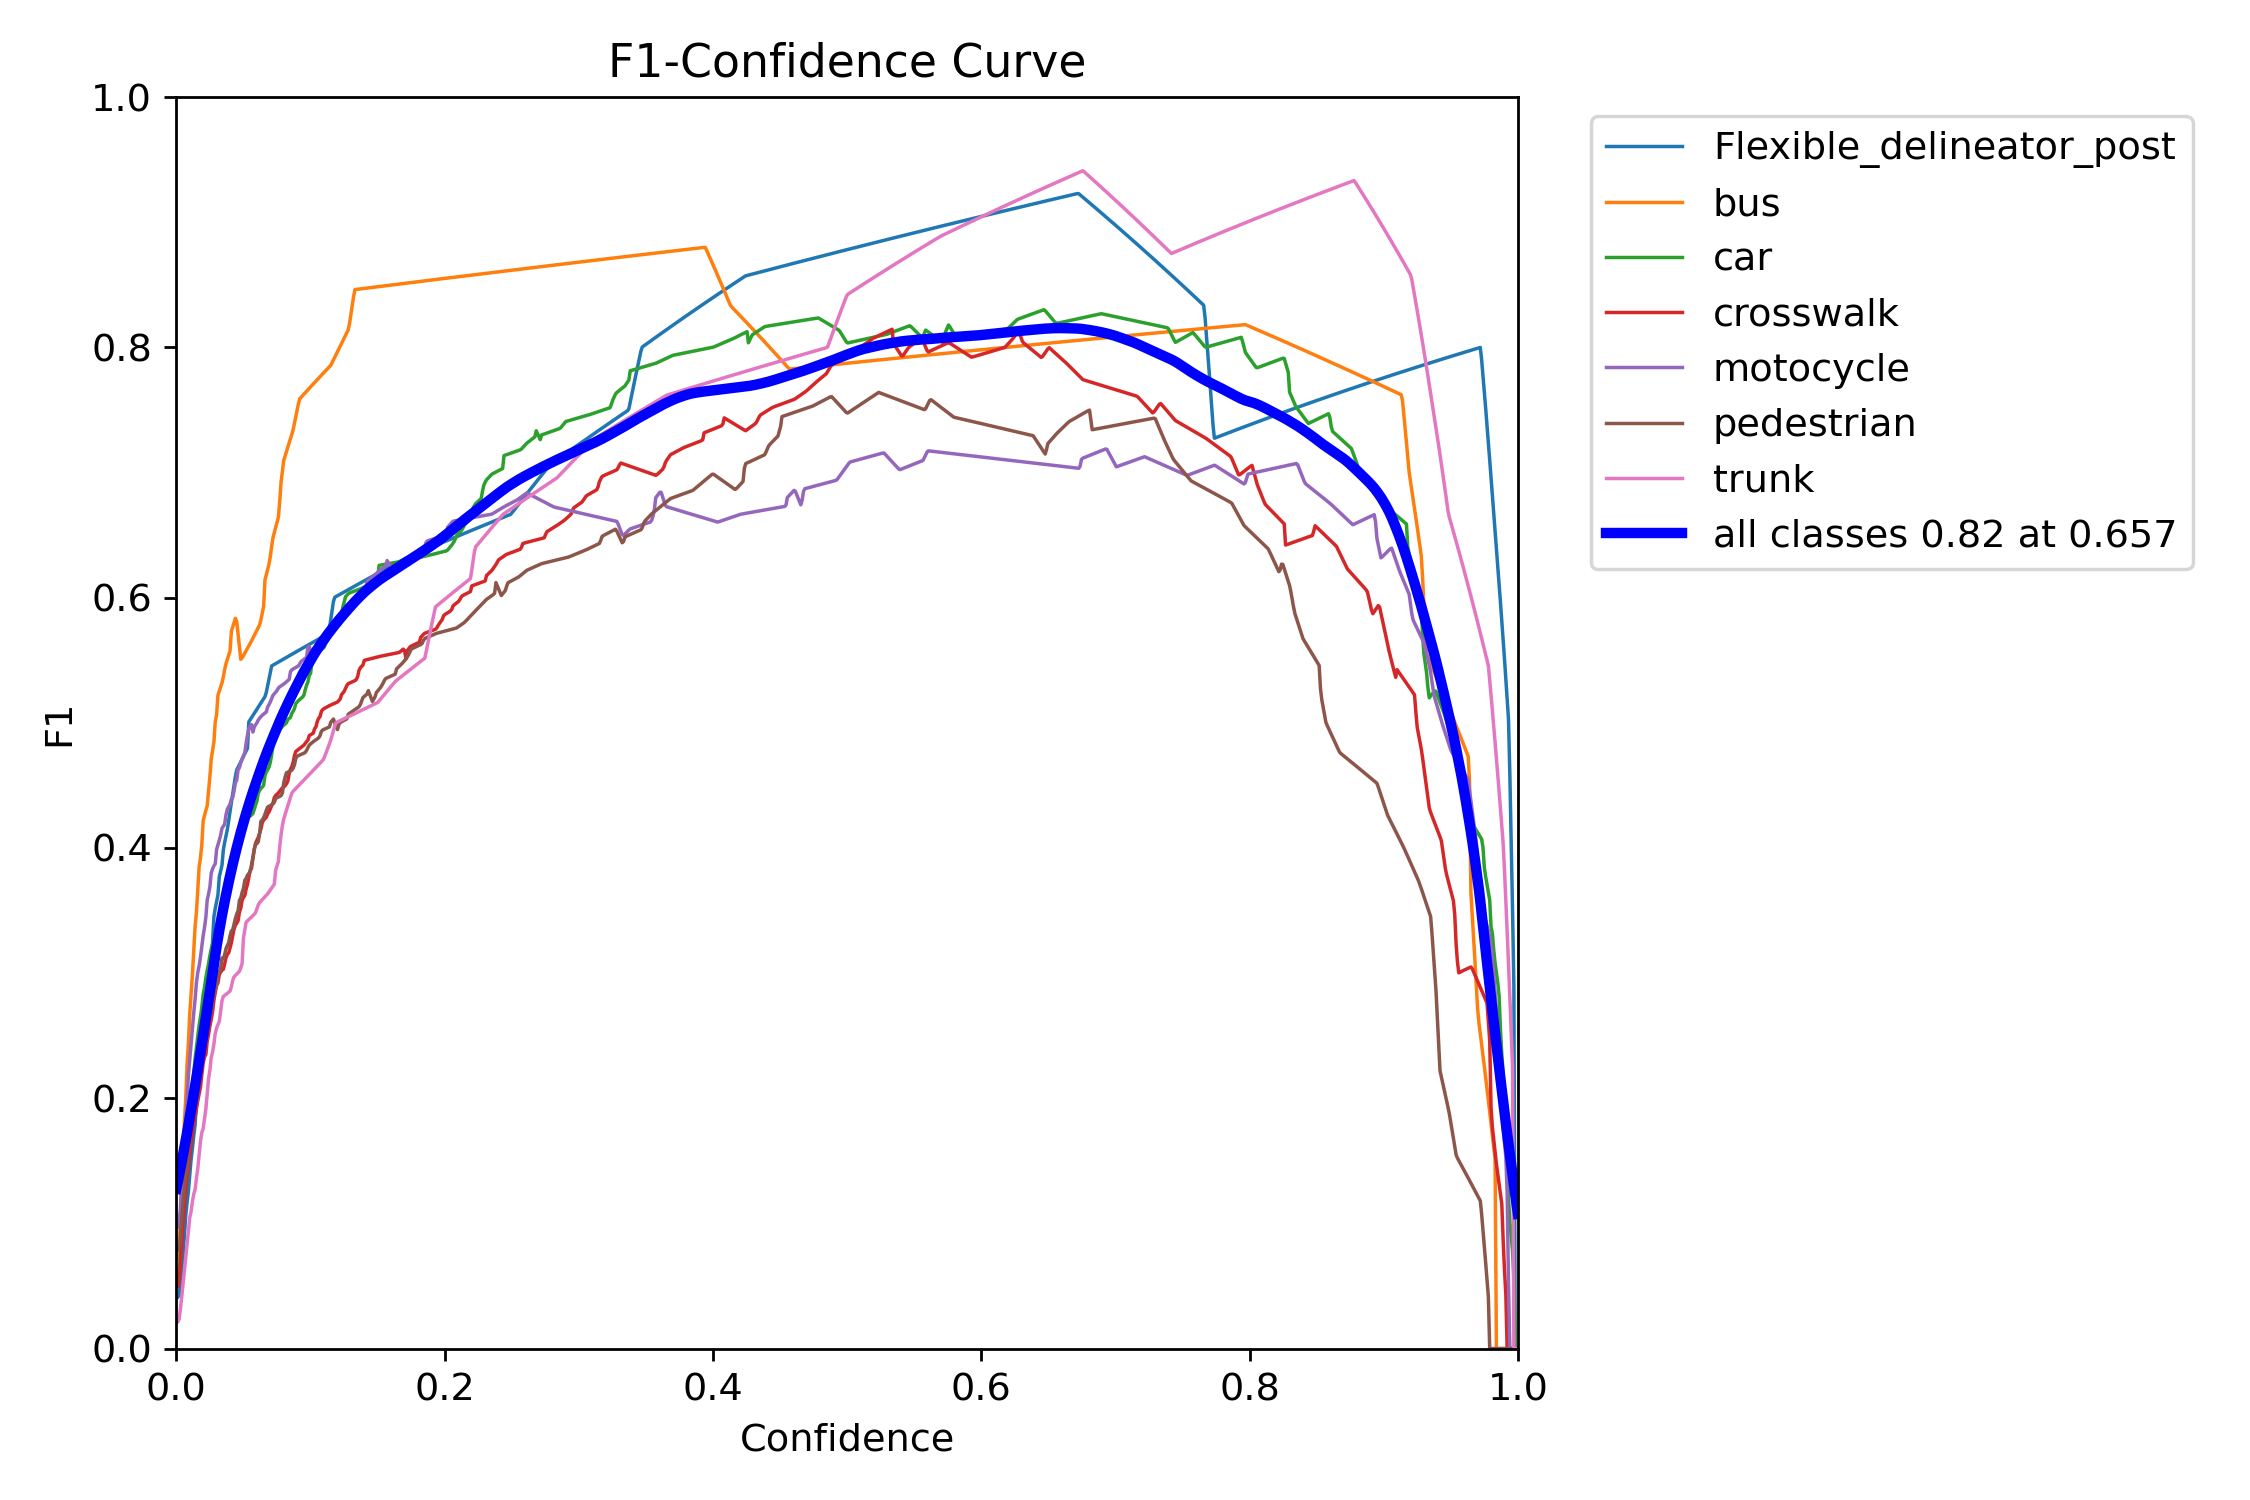 F1-Confidence Curve
1.0
0.8
0.6
0.4
0.2
0.0
F1
0.0 0.2 0.4 0.6 0.8 1.0
Confidence
Flexible_delineator_post
bus
car
crosswalk
motocycle
pedestrian
trunk
all classes 0.82 at 0.657